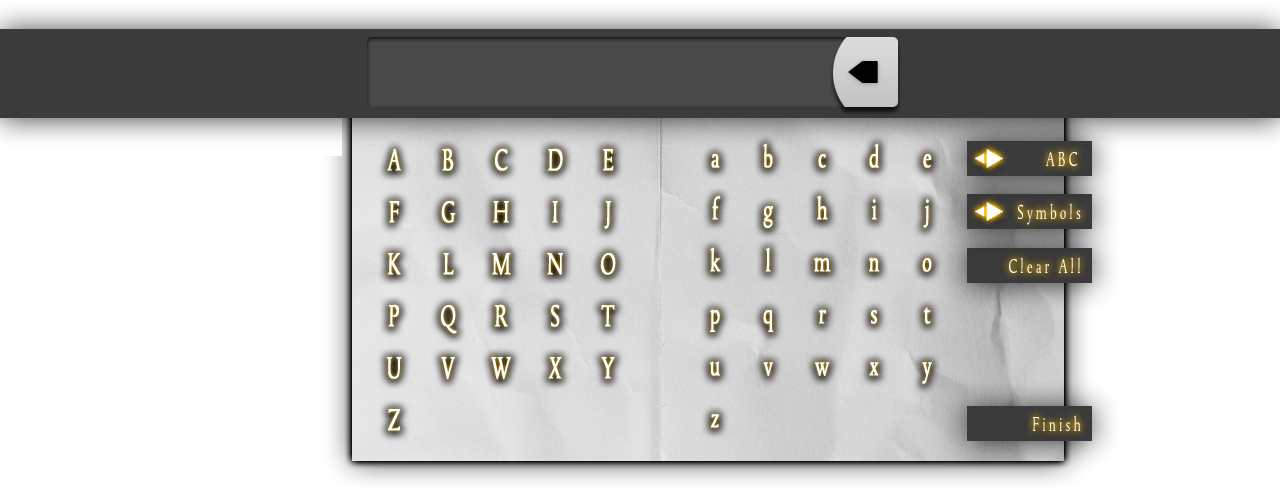 A B C D E a b c d e ABC
F G H I J f g h i j Symbols
K L M N O k l m n o Clear All
P Q R S T p q r s t
U V W X Y u v w x y
Z z Finish